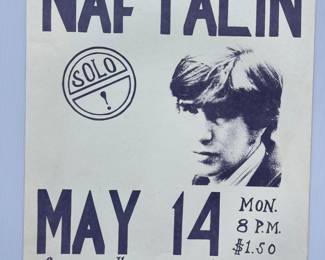 NAFTALIN
SOLO
!
MAY 14
MON.
8 P.M.
$1.50